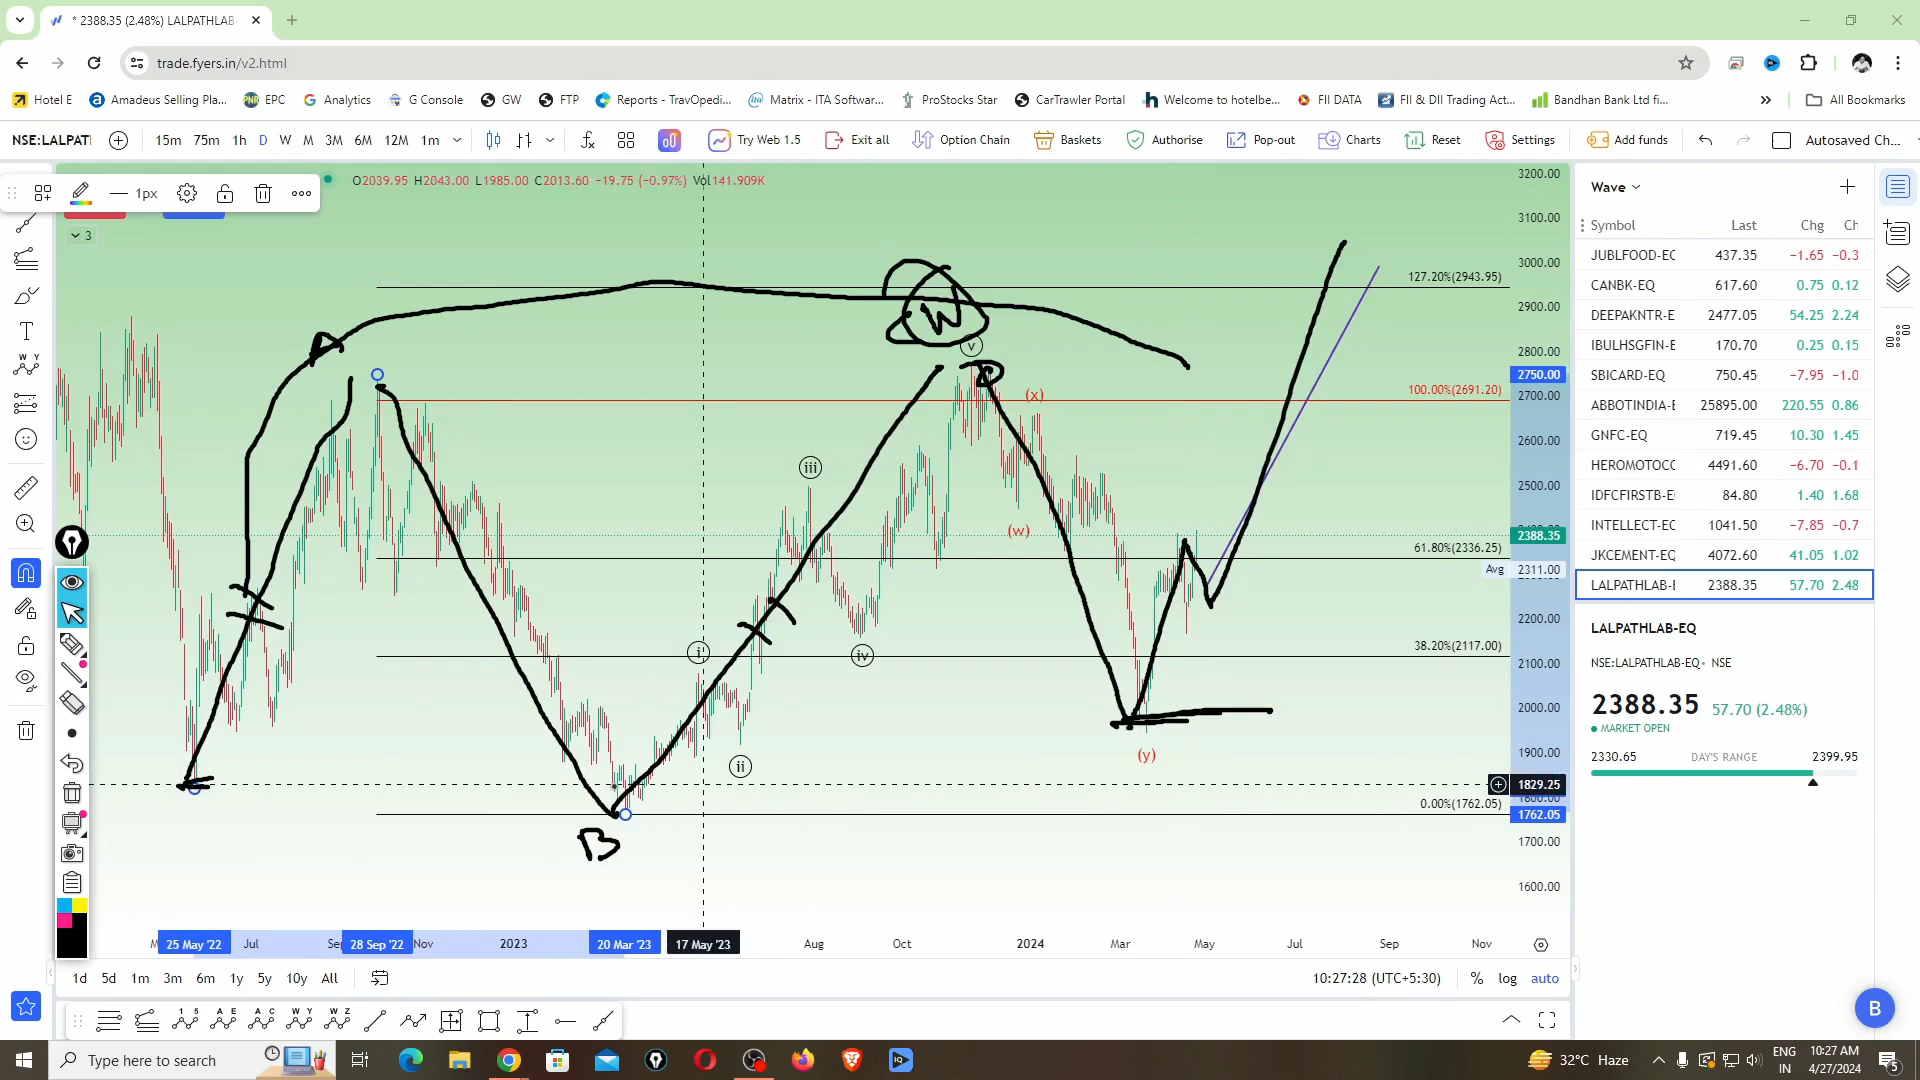 * 2388.35 (2.48%) LALPATHLAB-
trade.fyers.in/v2.html
Hotel E
Amadeus Selling Pla...
EPC
Analytics
G Console
GW
FTP
Reports - TravOpedi...
Matrix - ITA Softwar...
ProStocks Star
CarTrawler Portal
Welcome to hotelbe...
FII DATA
FII & DII Trading Act...
Bandhan Bank Ltd fi...
All Bookmarks
NSE:LALPATI
15m 75m 1h D W M 3M 6M 12M 1m
Try Web 1.5
Exit all
Option Chain
Baskets
Authorise
Pop-out
Charts
Reset
Settings
Add funds
Autosaved Ch...
1px
O2039.95 H2043.00 L1985.00 C2013.60 −19.75 (−0.97%) Vol141.909K
3
127.20%(2943.95)
100.00%(2691.20)
61.80%(2336.25)
38.20%(2117.00)
0.00%(1762.05)
W
v
(x)
iii
(w)
i
iv
ii
(y)
B
3200.00
3100.00
3000.00
2900.00
2800.00
2750.00
2700.00
2600.00
2500.00
2388.35
Avg 2311.00
2200.00
2100.00
2000.00
1900.00
1829.25
1762.05
1700.00
1600.00
25 May '22
Jul
28 Sep '22
Nov
2023
20 Mar '23
17 May '23
Aug
Oct
2024
Mar
May
Jul
Sep
Nov
1d 5d 1m 3m 6m 1y 5y 10y All
10:27:28 (UTC+5:30)
% log auto
Wave
Symbol Last Chg Ch
JUBLFOOD-EC 437.35 −1.65 −0.3
CANBK-EQ 617.60 0.75 0.12
DEEPAKNTR-E 2477.05 54.25 2.24
IBULHSGFIN-E 170.70 0.25 0.15
SBICARD-EQ 750.45 −7.95 −1.0
ABBOTINDIA-E 25895.00 220.55 0.86
GNFC-EQ 719.45 10.30 1.45
HEROMOTOCC 4491.60 −6.70 −0.1
IDFCFIRSTB-E 84.80 1.40 1.68
INTELLECT-EC 1041.50 −7.85 −0.7
JKCEMENT-EQ 4072.60 41.05 1.02
LALPATHLAB-E 2388.35 57.70 2.48
LALPATHLAB-EQ
NSE:LALPATHLAB-EQ • NSE
2388.35 57.70 (2.48%)
MARKET OPEN
2330.65 DAY'S RANGE 2399.95
B
Type here to search
32°C Haze
ENG
IN
10:27 AM
4/27/2024
5